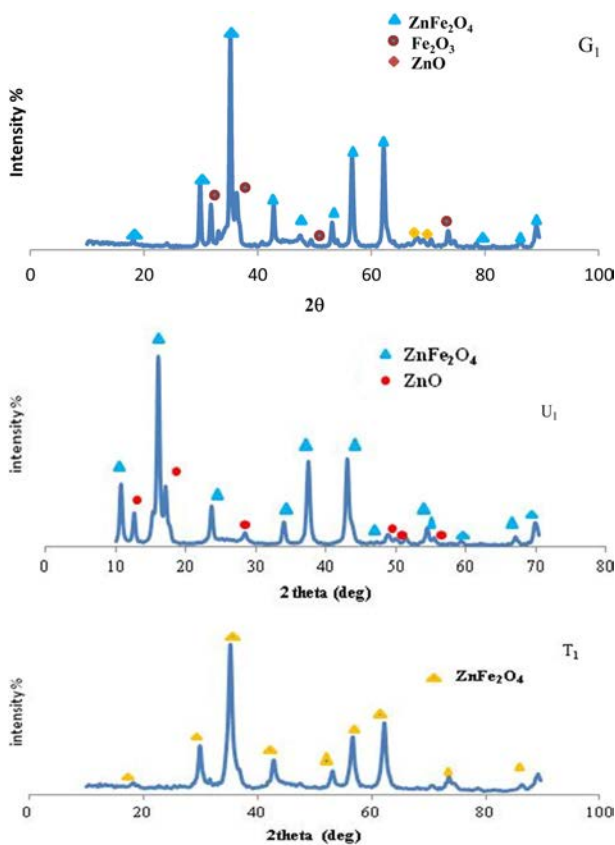 ZnFe₂O₄
Fe₂O₃
ZnO
G₁
Intensity %
0 20 40 60 80 100
2θ
ZnFe₂O₄
ZnO
U₁
intensity%
0 10 20 30 40 50 60 70 80
2 theta (deg)
T₁
ZnFe₂O₄
intensity%
0 20 40 60 80 100
2theta (deg)